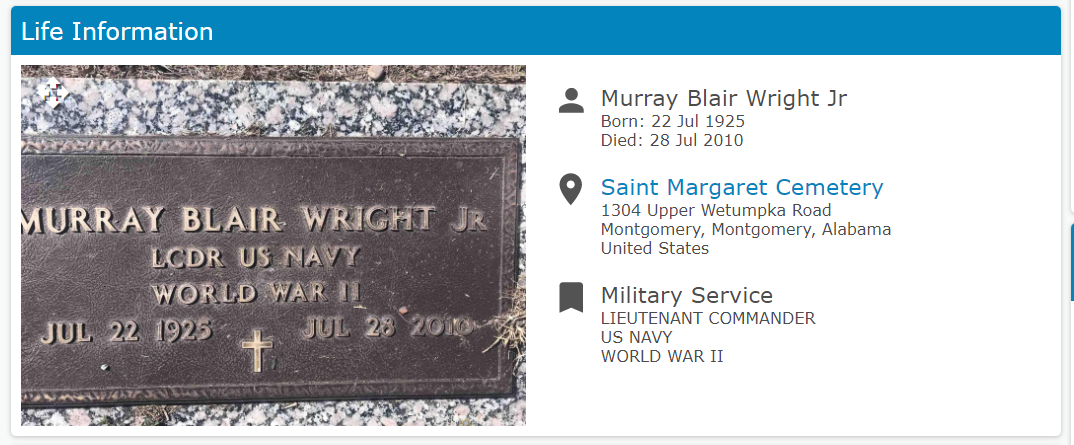 Life Information
MURRAY BLAIR WRIGHT JR
LCDR US NAVY
WORLD WAR II
JUL 22 1925 JUL 28 2010
Murray Blair Wright Jr
Born: 22 Jul 1925
Died: 28 Jul 2010
Saint Margaret Cemetery
1304 Upper Wetumpka Road
Montgomery, Montgomery, Alabama
United States
Military Service
LIEUTENANT COMMANDER
US NAVY
WORLD WAR II